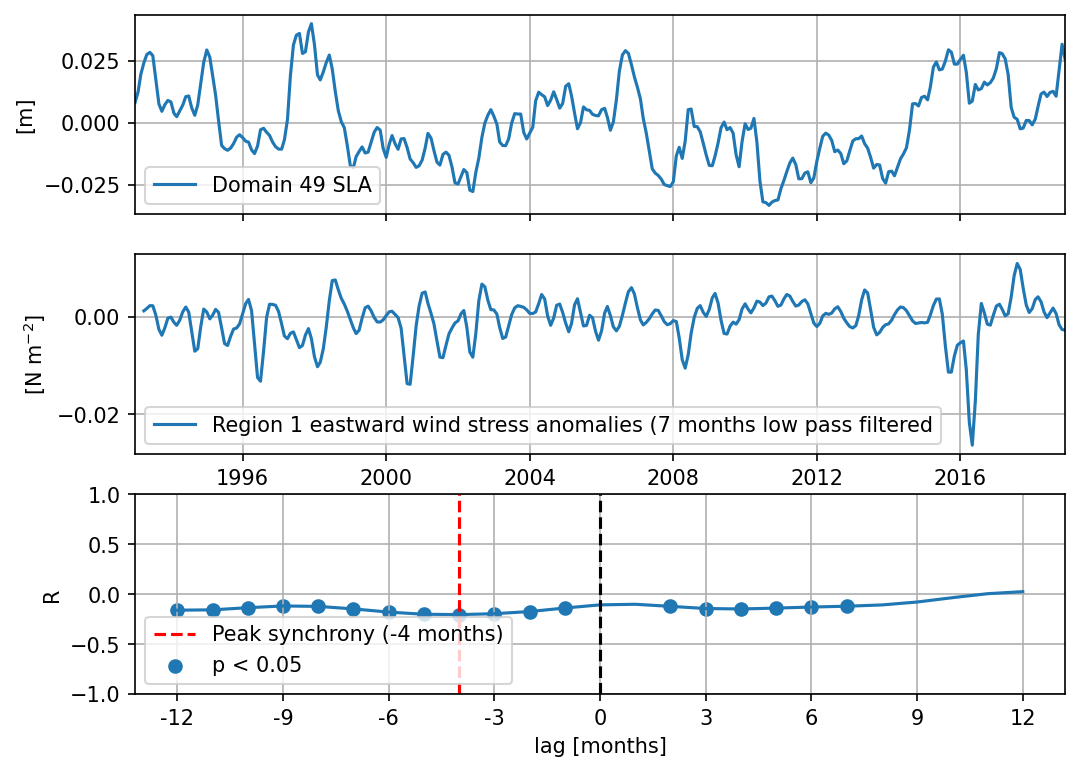 0.025
0.000
−0.025
[m]
Domain 49 SLA
0.00
−0.02
[N m⁻²]
Region 1 eastward wind stress anomalies (7 months low pass filtered
1996 2000 2004 2008 2012 2016
1.0
0.5
0.0
−0.5
−1.0
R
Peak synchrony (-4 months)
p < 0.05
-12 -9 -6 -3 0 3 6 9 12
lag [months]